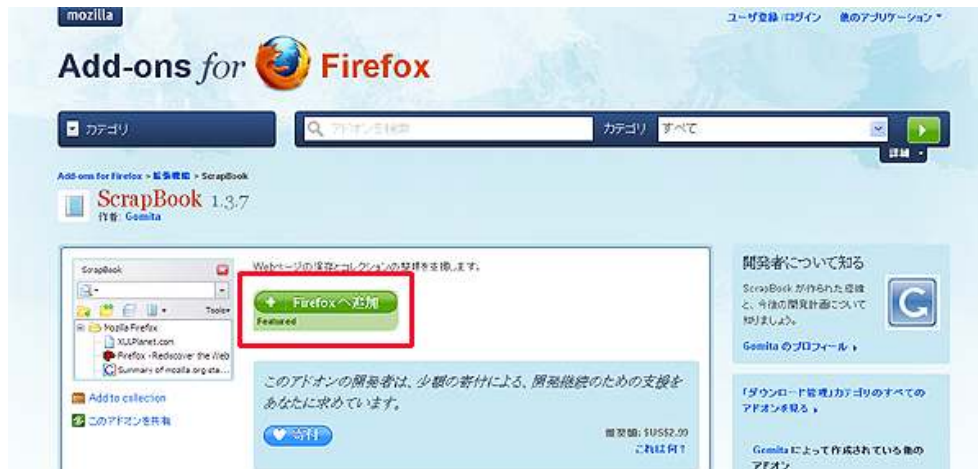 mozilla
ユーザ登録 ログイン 他のアプリケーション
Add-ons for Firefox
カテゴリ
アドオンを検索
カテゴリ すべて
詳細
Add-ons for Firefox > 拡張機能 > ScrapBook
ScrapBook 1.3.7
作者: Gomita
ScrapBook
Tools
Mozilla Firefox
XULPlanet.com
Firefox - Rediscover the Web
Summary of mozilla.org sta...
Add to collection
このアドオンを共有
Webページの保存とコレクションの整理を支援します。
+ Firefox へ追加
Featured
このアドオンの開発者は、少額の寄付による、開発継続のための支援を
あなたに求めています。
寄付
推奨額: $US$2.99
これは何?
開発者について知る
ScrapBook が作られた経緯
と、今後の開発計画について
知りましょう。
Gomita のプロフィール
「ダウンロード管理」カテゴリのすべての
アドオンを見る
Gomita によって作成されている他の
アドオン